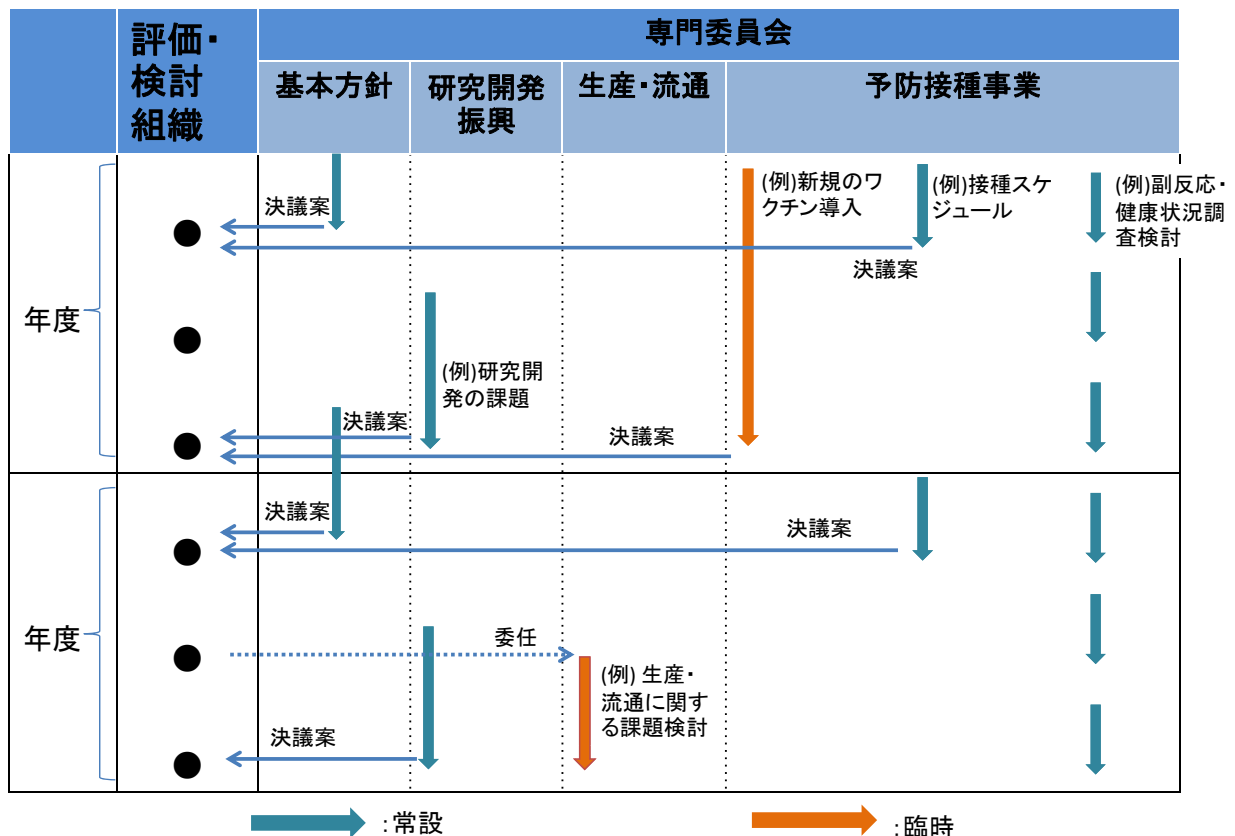 評価・
検討
組織
専門委員会
基本方針
研究開発
振興
生産・流通
予防接種事業
年度
決議案
(例)新規のワ
クチン導入
(例)接種スケ
ジュール
(例)副反応・
健康状況調
査検討
決議案
(例)研究開
発の課題
決議案
決議案
年度
決議案
決議案
委任
(例) 生産・
流通に関す
る課題検討
決議案
:常設
:臨時